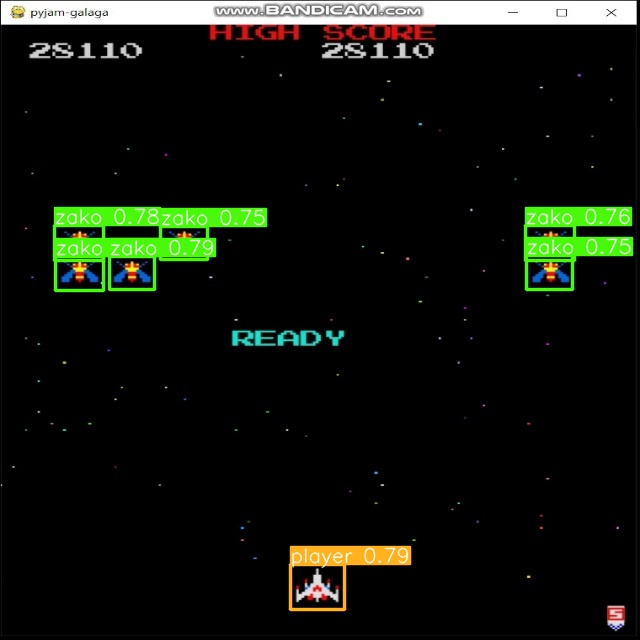 pyjam-galaga
www.BANDICAM.com
HIGH SCORE
28110 28110
zako 0.78 zako 0.75 zako 0.76
zako zako 0.79 zako 0.75
READY
player 0.79
5